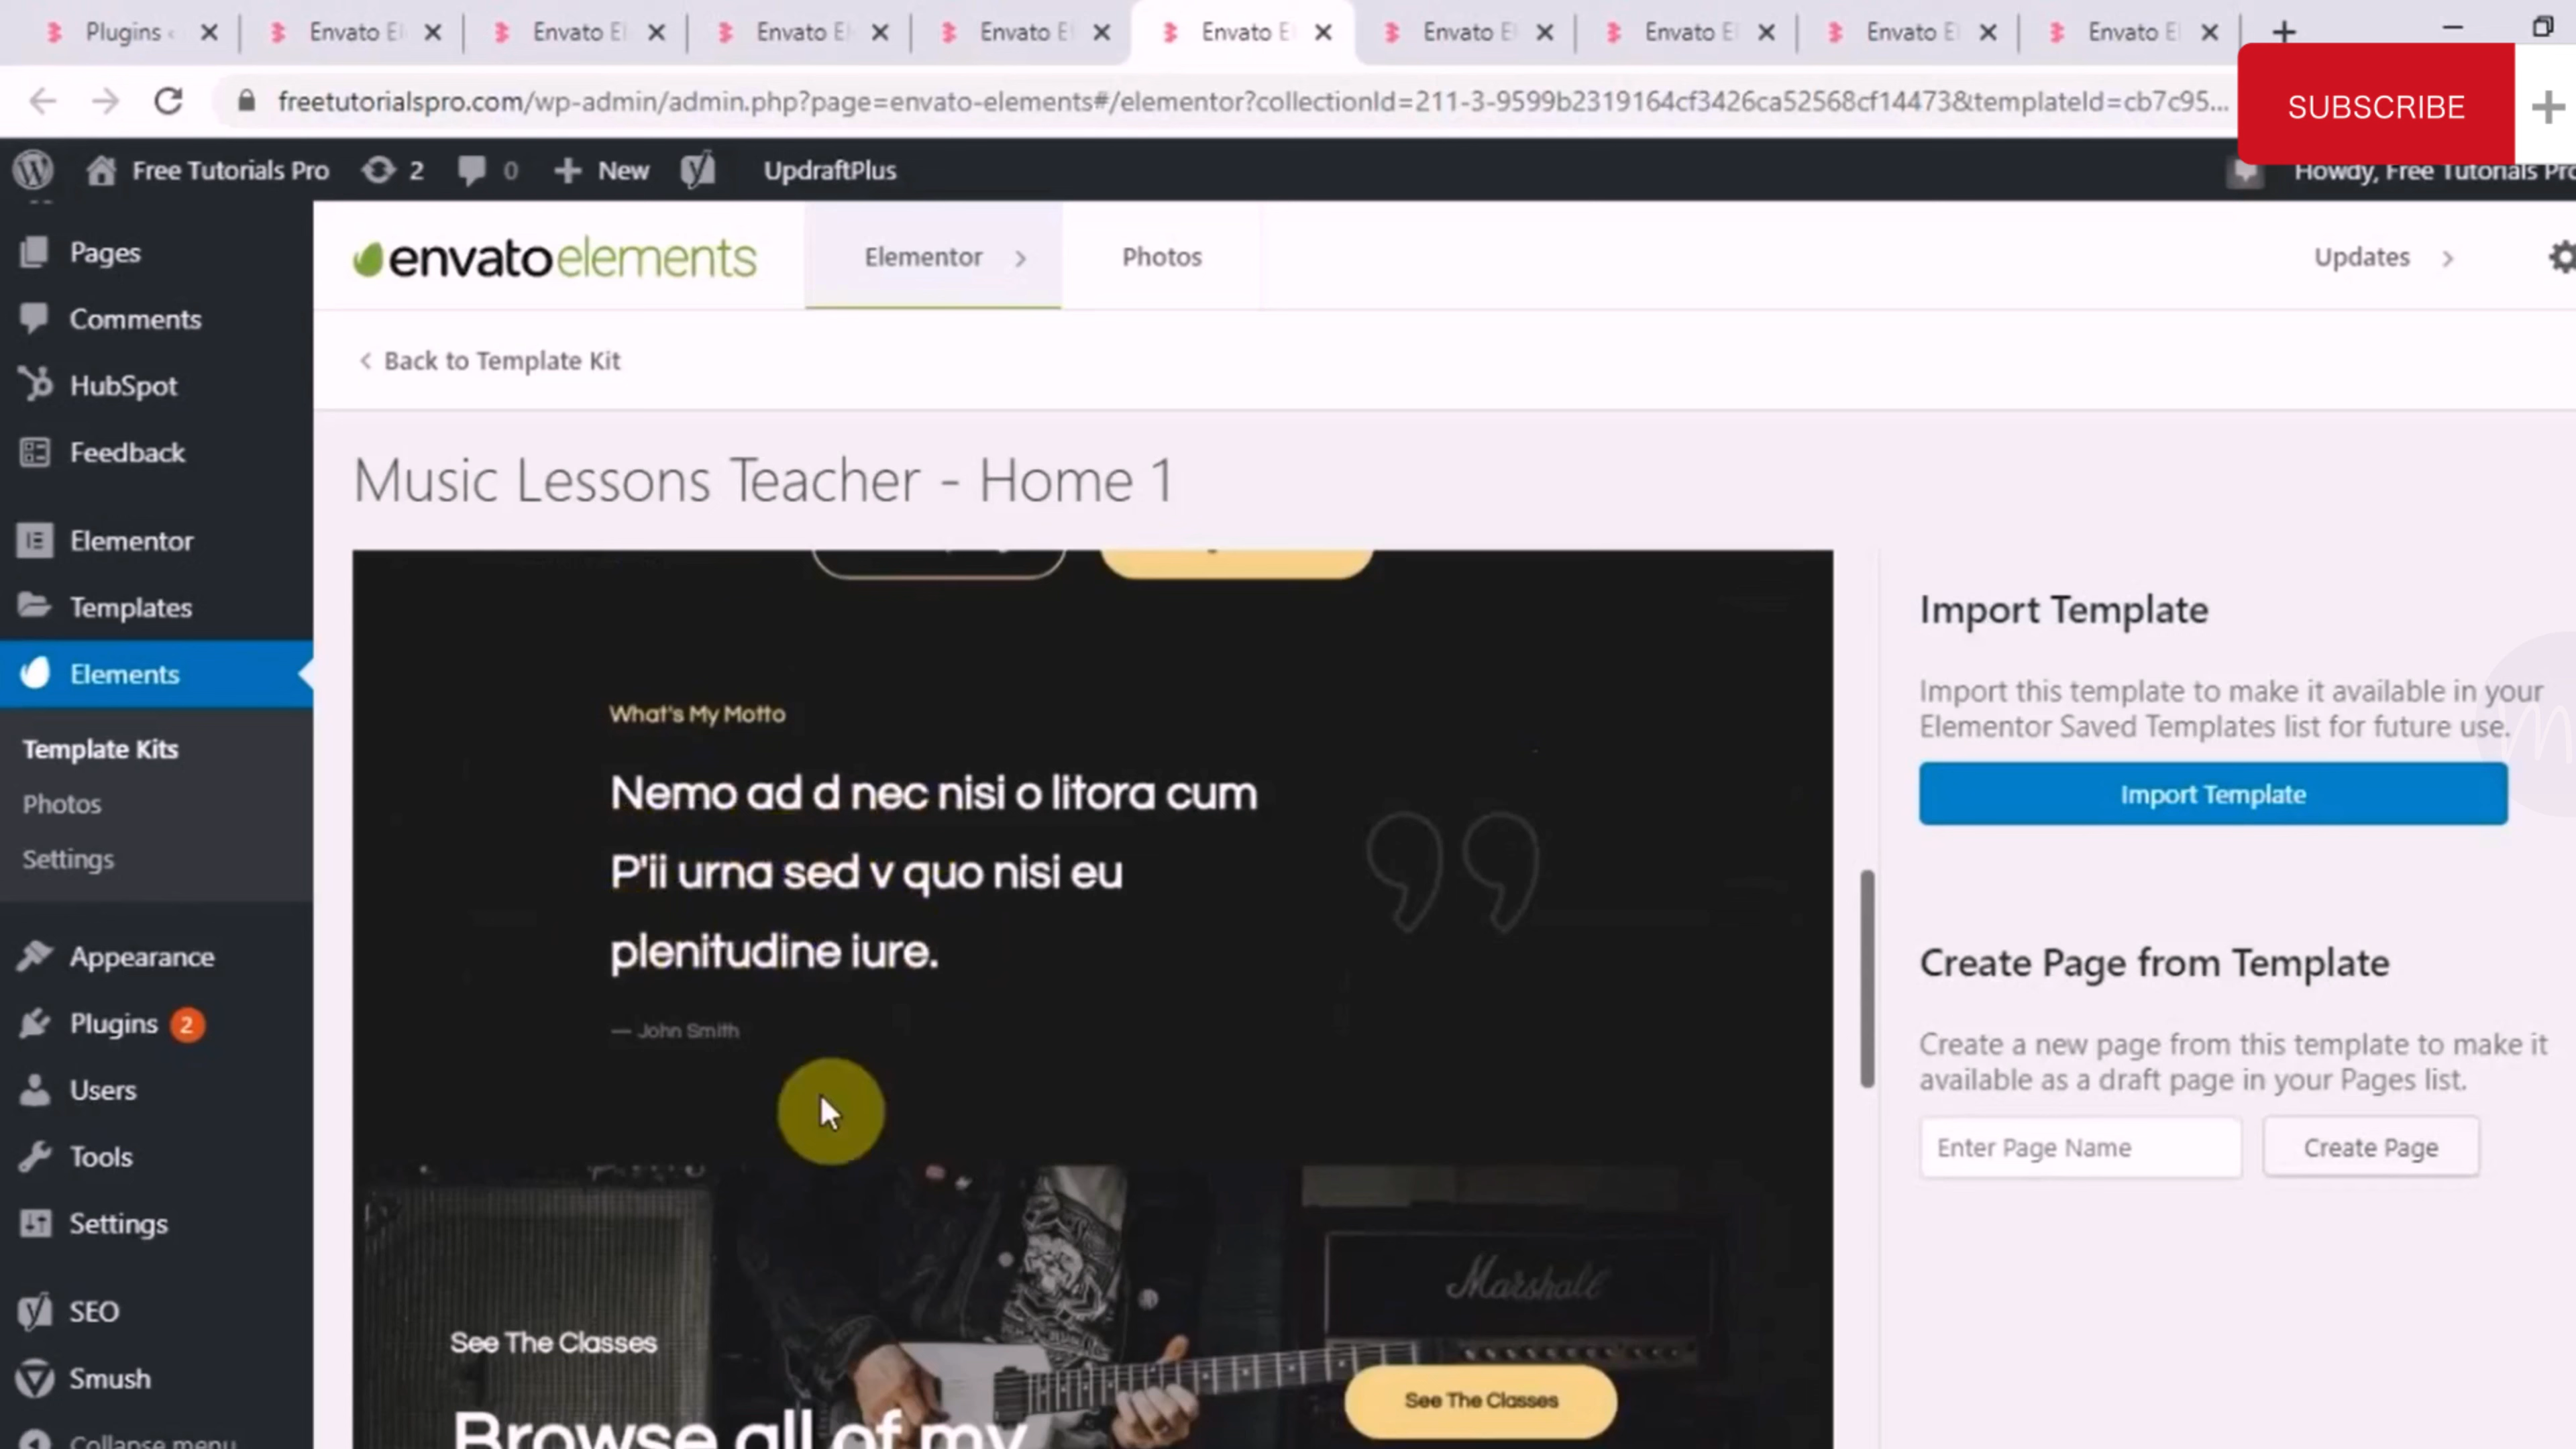 Plugins
Envato E
Envato E
Envato E
Envato E
Envato E
Envato E
Envato E
Envato E
Envato E
freetutorialspro.com/wp-admin/admin.php?page=envato-elements#/elementor?collectionId=211-3-9599b2319164cf3426ca52568cf14473&templateId=cb7c95...
SUBSCRIBE
Free Tutorials Pro
2
0
New
UpdraftPlus
Howdy, Free Tutorials Pro
Pages
Comments
HubSpot
Feedback
Elementor
Templates
Elements
Template Kits
Photos
Settings
Appearance
Plugins 2
Users
Tools
Settings
SEO
Smush
Collapse menu
envatoelements
Elementor
Photos
Updates
Back to Template Kit
Music Lessons Teacher - Home 1
What's My Motto
Nemo ad d nec nisi o litora cum
P'ii urna sed v quo nisi eu
plenitudine iure.
— John Smith
Marshall
See The Classes
See The Classes
Browse all of my
Import Template
Import this template to make it available in your
Elementor Saved Templates list for future use.
Import Template
Create Page from Template
Create a new page from this template to make it
available as a draft page in your Pages list.
Enter Page Name
Create Page